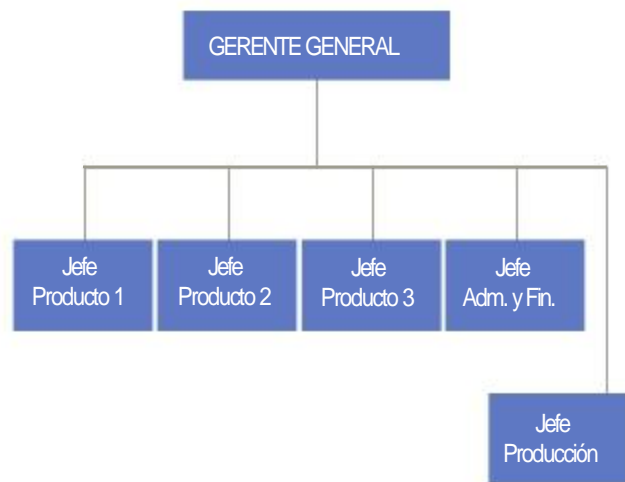 GERENTE GENERAL
Jefe
Producto 1
Jefe
Producto 2
Jefe
Producto 3
Jefe
Adm. y Fin.
Jefe
Producción